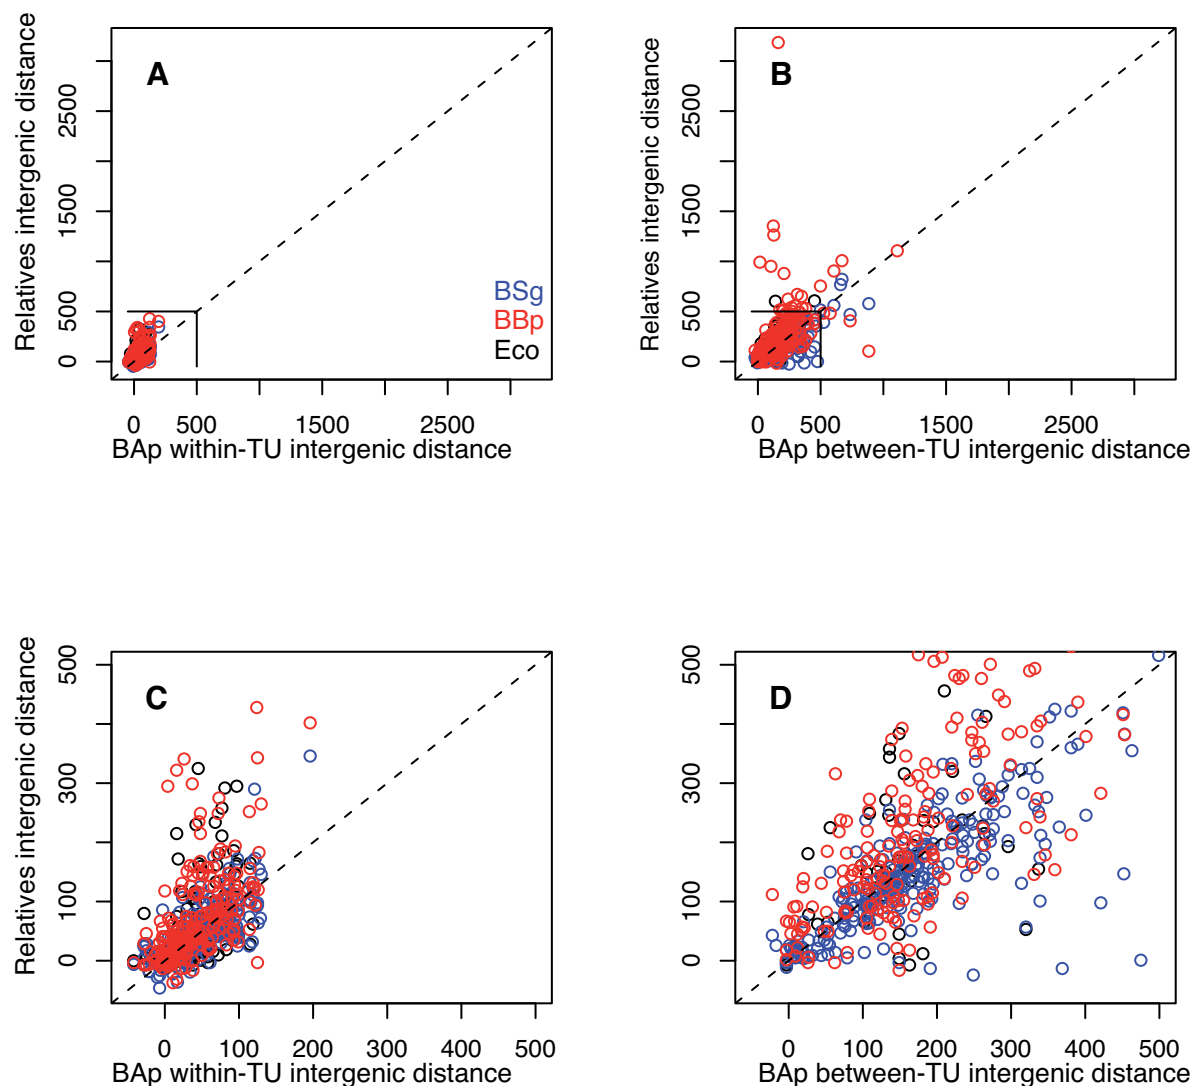 A
Relatives intergenic distance
2500
1500
500
0
BSg
BBp
Eco
0 500 1500 2500
BAp within-TU intergenic distance
B
Relatives intergenic distance
2500
1500
500
0
0 500 1500 2500
BAp between-TU intergenic distance
C
Relatives intergenic distance
500
300
100
0
0 100 200 300 400 500
BAp within-TU intergenic distance
D
Relatives intergenic distance
500
300
100
0
0 100 200 300 400 500
BAp between-TU intergenic distance